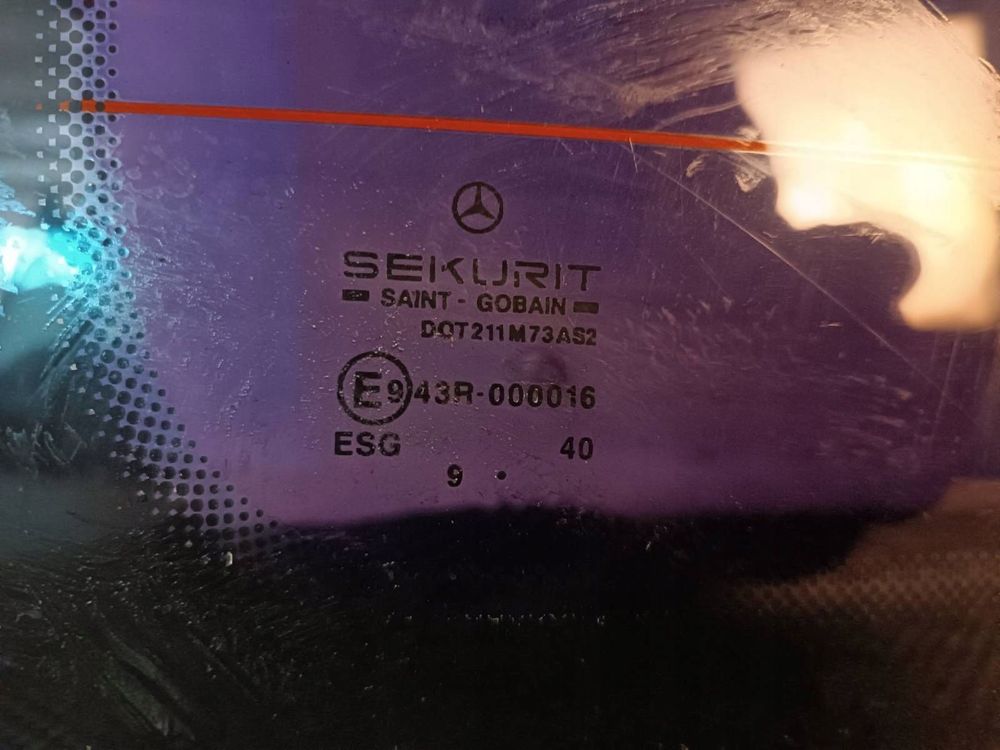 SEKURIT
SAINT - GOBAIN
DOT211M73AS2
E9 43R-000016
ESG 40
9 •